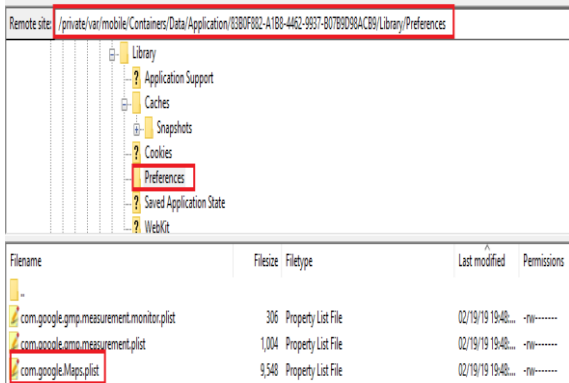 Remote site: /private/var/mobile/Containers/Data/Application/83B0F882-A1B8-4462-9937-B07B9D98ACB9/Library/Preferences
Library
Application Support
Caches
Snapshots
Cookies
Preferences
Saved Application State
WebKit
Filename Filesize Filetype Last modified Permissions
..
com.google.gmp.measurement.monitor.plist 306 Property List File 02/19/19 19:48:... -rw-------
com.google.gmp.measurement.plist 1,004 Property List File 02/19/19 19:48:... -rw-------
com.google.Maps.plist 9,548 Property List File 02/19/19 19:48:... -rw-------